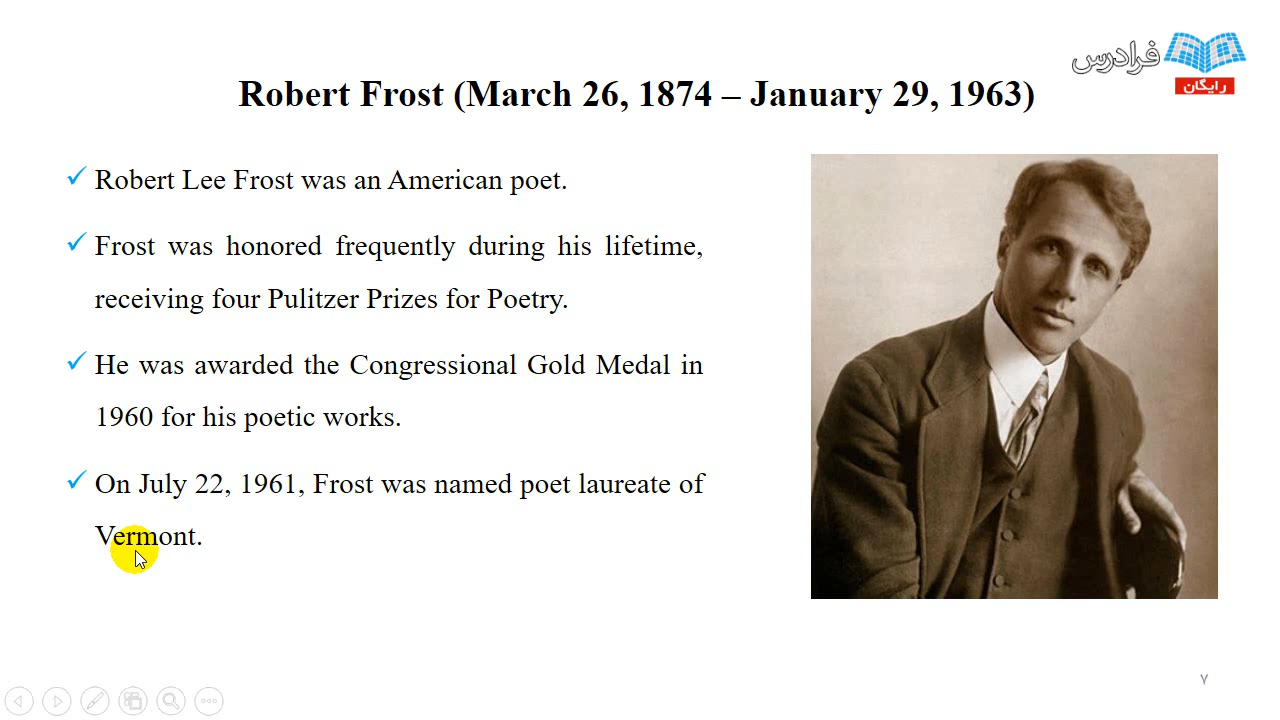 فرادرس
رایگان
Robert Frost (March 26, 1874 – January 29, 1963)
Robert Lee Frost was an American poet.
Frost was honored frequently during his lifetime,
receiving four Pulitzer Prizes for Poetry.
He was awarded the Congressional Gold Medal in
1960 for his poetic works.
On July 22, 1961, Frost was named poet laureate of
Vermont.
۷